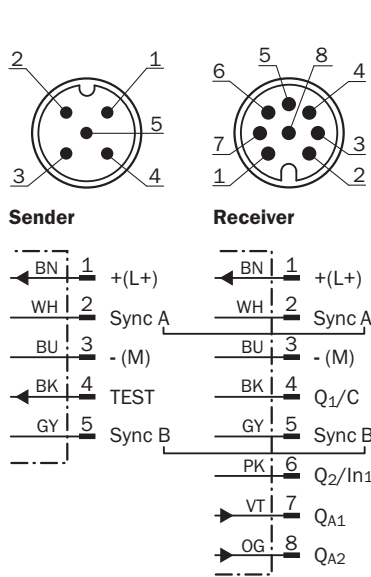 2 1
5
3 4
5 8
6 4
7 3
1 2
Sender
Receiver
BN 1 +(L+)
WH 2 Sync A
BU 3 - (M)
BK 4 TEST
GY 5 Sync B
BN 1 +(L+)
WH 2 Sync A
BU 3 - (M)
BK 4 Q1/C
GY 5 Sync B
PK 6 Q2/In1
VT 7 QA1
OG 8 QA2